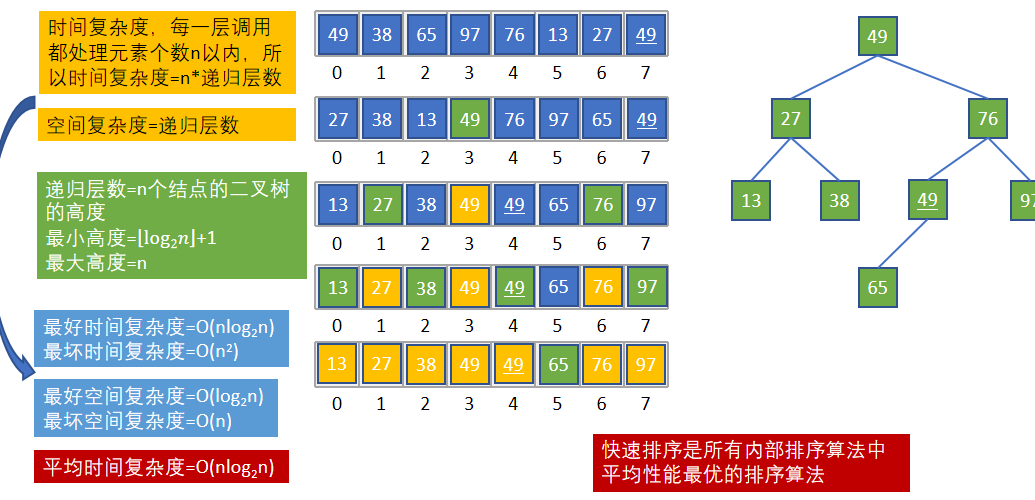 时间复杂度，每一层调用
都处理元素个数n以内，所
以时间复杂度=n*递归层数
空间复杂度=递归层数
递归层数=n个结点的二叉树
的高度
最小高度=⌊log₂n⌋+1
最大高度=n
最好时间复杂度=O(nlog₂n)
最坏时间复杂度=O(n²)
最好空间复杂度=O(log₂n)
最坏空间复杂度=O(n)
平均时间复杂度=O(nlog₂n)
49 38 65 97 76 13 27 49
0 1 2 3 4 5 6 7
27 38 13 49 76 97 65 49
0 1 2 3 4 5 6 7
13 27 38 49 49 65 76 97
0 1 2 3 4 5 6 7
13 27 38 49 49 65 76 97
0 1 2 3 4 5 6 7
13 27 38 49 49 65 76 97
0 1 2 3 4 5 6 7
49
27 76
13 38 49 97
65
快速排序是所有内部排序算法中
平均性能最优的排序算法